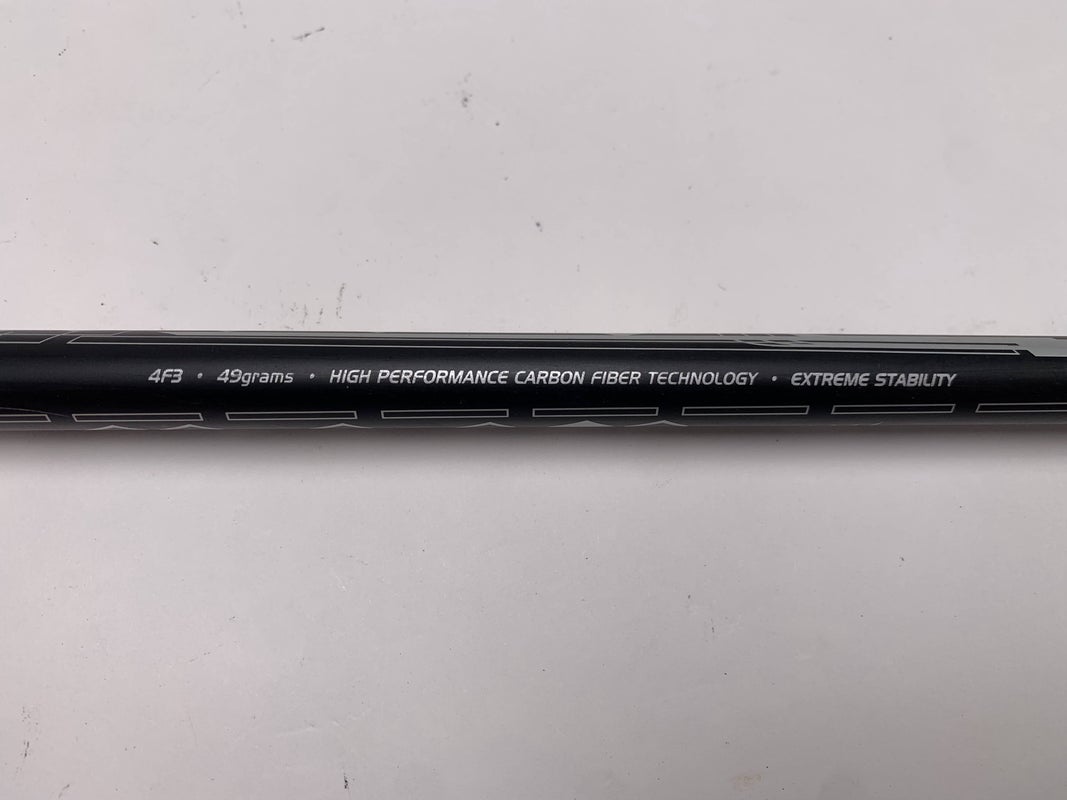 4F3 • 49grams • HIGH PERFORMANCE CARBON FIBER TECHNOLOGY • EXTREME STABILITY